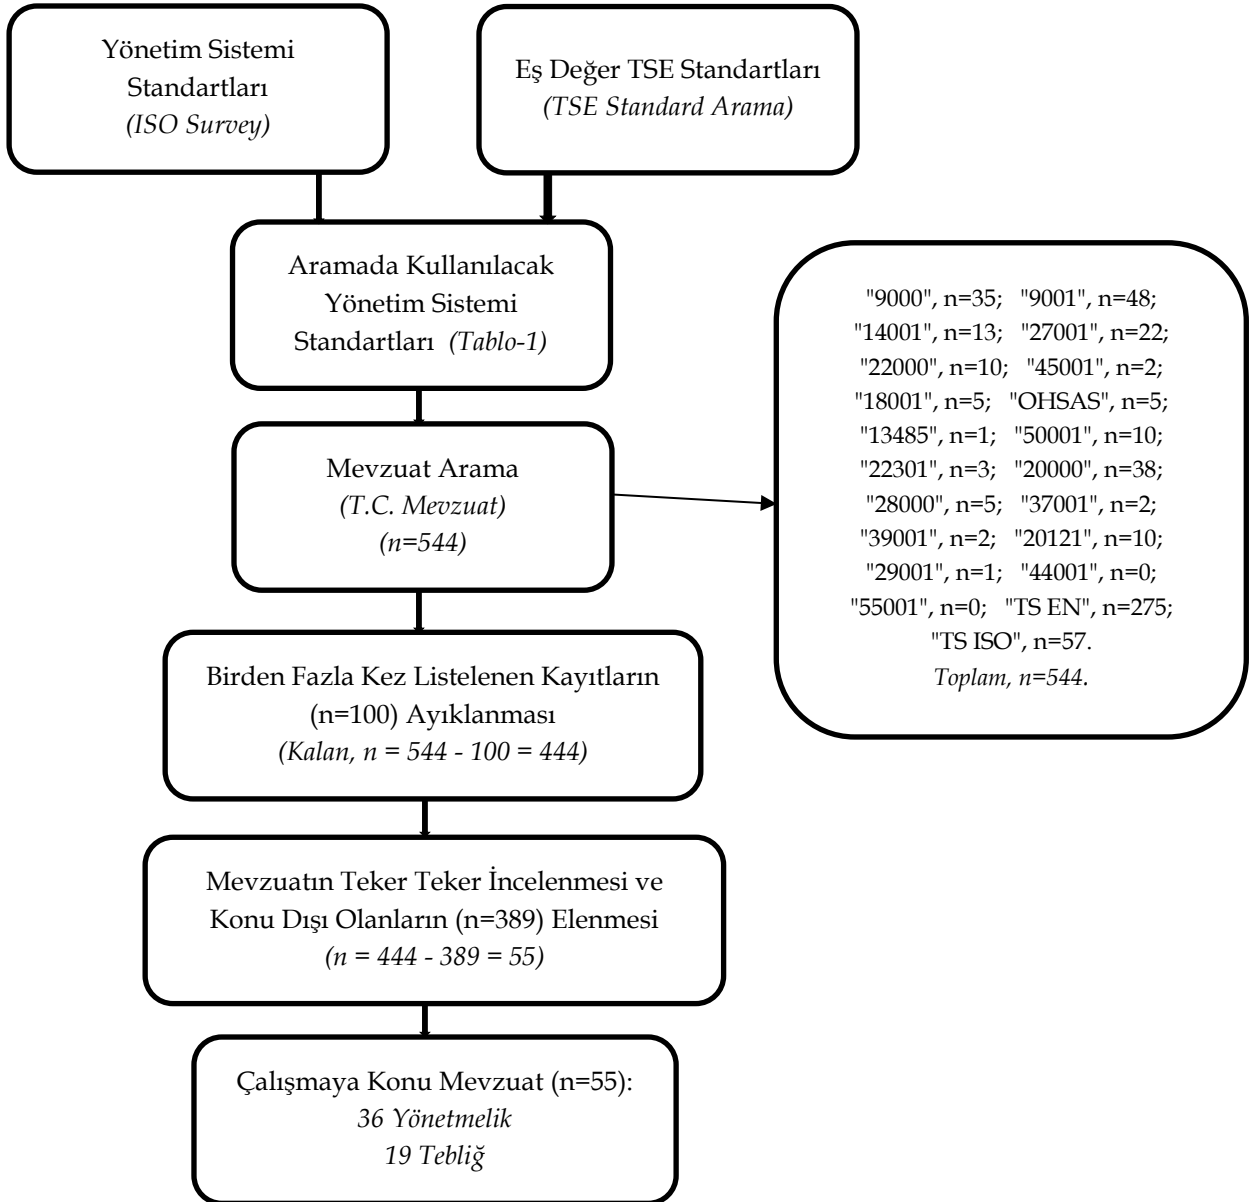 Yönetim Sistemi
Standartları
(ISO Survey)
Eş Değer TSE Standartları
(TSE Standard Arama)
Aramada Kullanılacak
Yönetim Sistemi
Standartları (Tablo-1)
Mevzuat Arama
(T.C. Mevzuat)
(n=544)
"9000", n=35; "9001", n=48;
"14001", n=13; "27001", n=22;
"22000", n=10; "45001", n=2;
"18001", n=5; "OHSAS", n=5;
"13485", n=1; "50001", n=10;
"22301", n=3; "20000", n=38;
"28000", n=5; "37001", n=2;
"39001", n=2; "20121", n=10;
"29001", n=1; "44001", n=0;
"55001", n=0; "TS EN", n=275;
"TS ISO", n=57.
Toplam, n=544.
Birden Fazla Kez Listelenen Kayıtların
(n=100) Ayıklanması
(Kalan, n = 544 - 100 = 444)
Mevzuatın Teker Teker İncelenmesi ve
Konu Dışı Olanların (n=389) Elenmesi
(n = 444 - 389 = 55)
Çalışmaya Konu Mevzuat (n=55):
36 Yönetmelik
19 Tebliğ